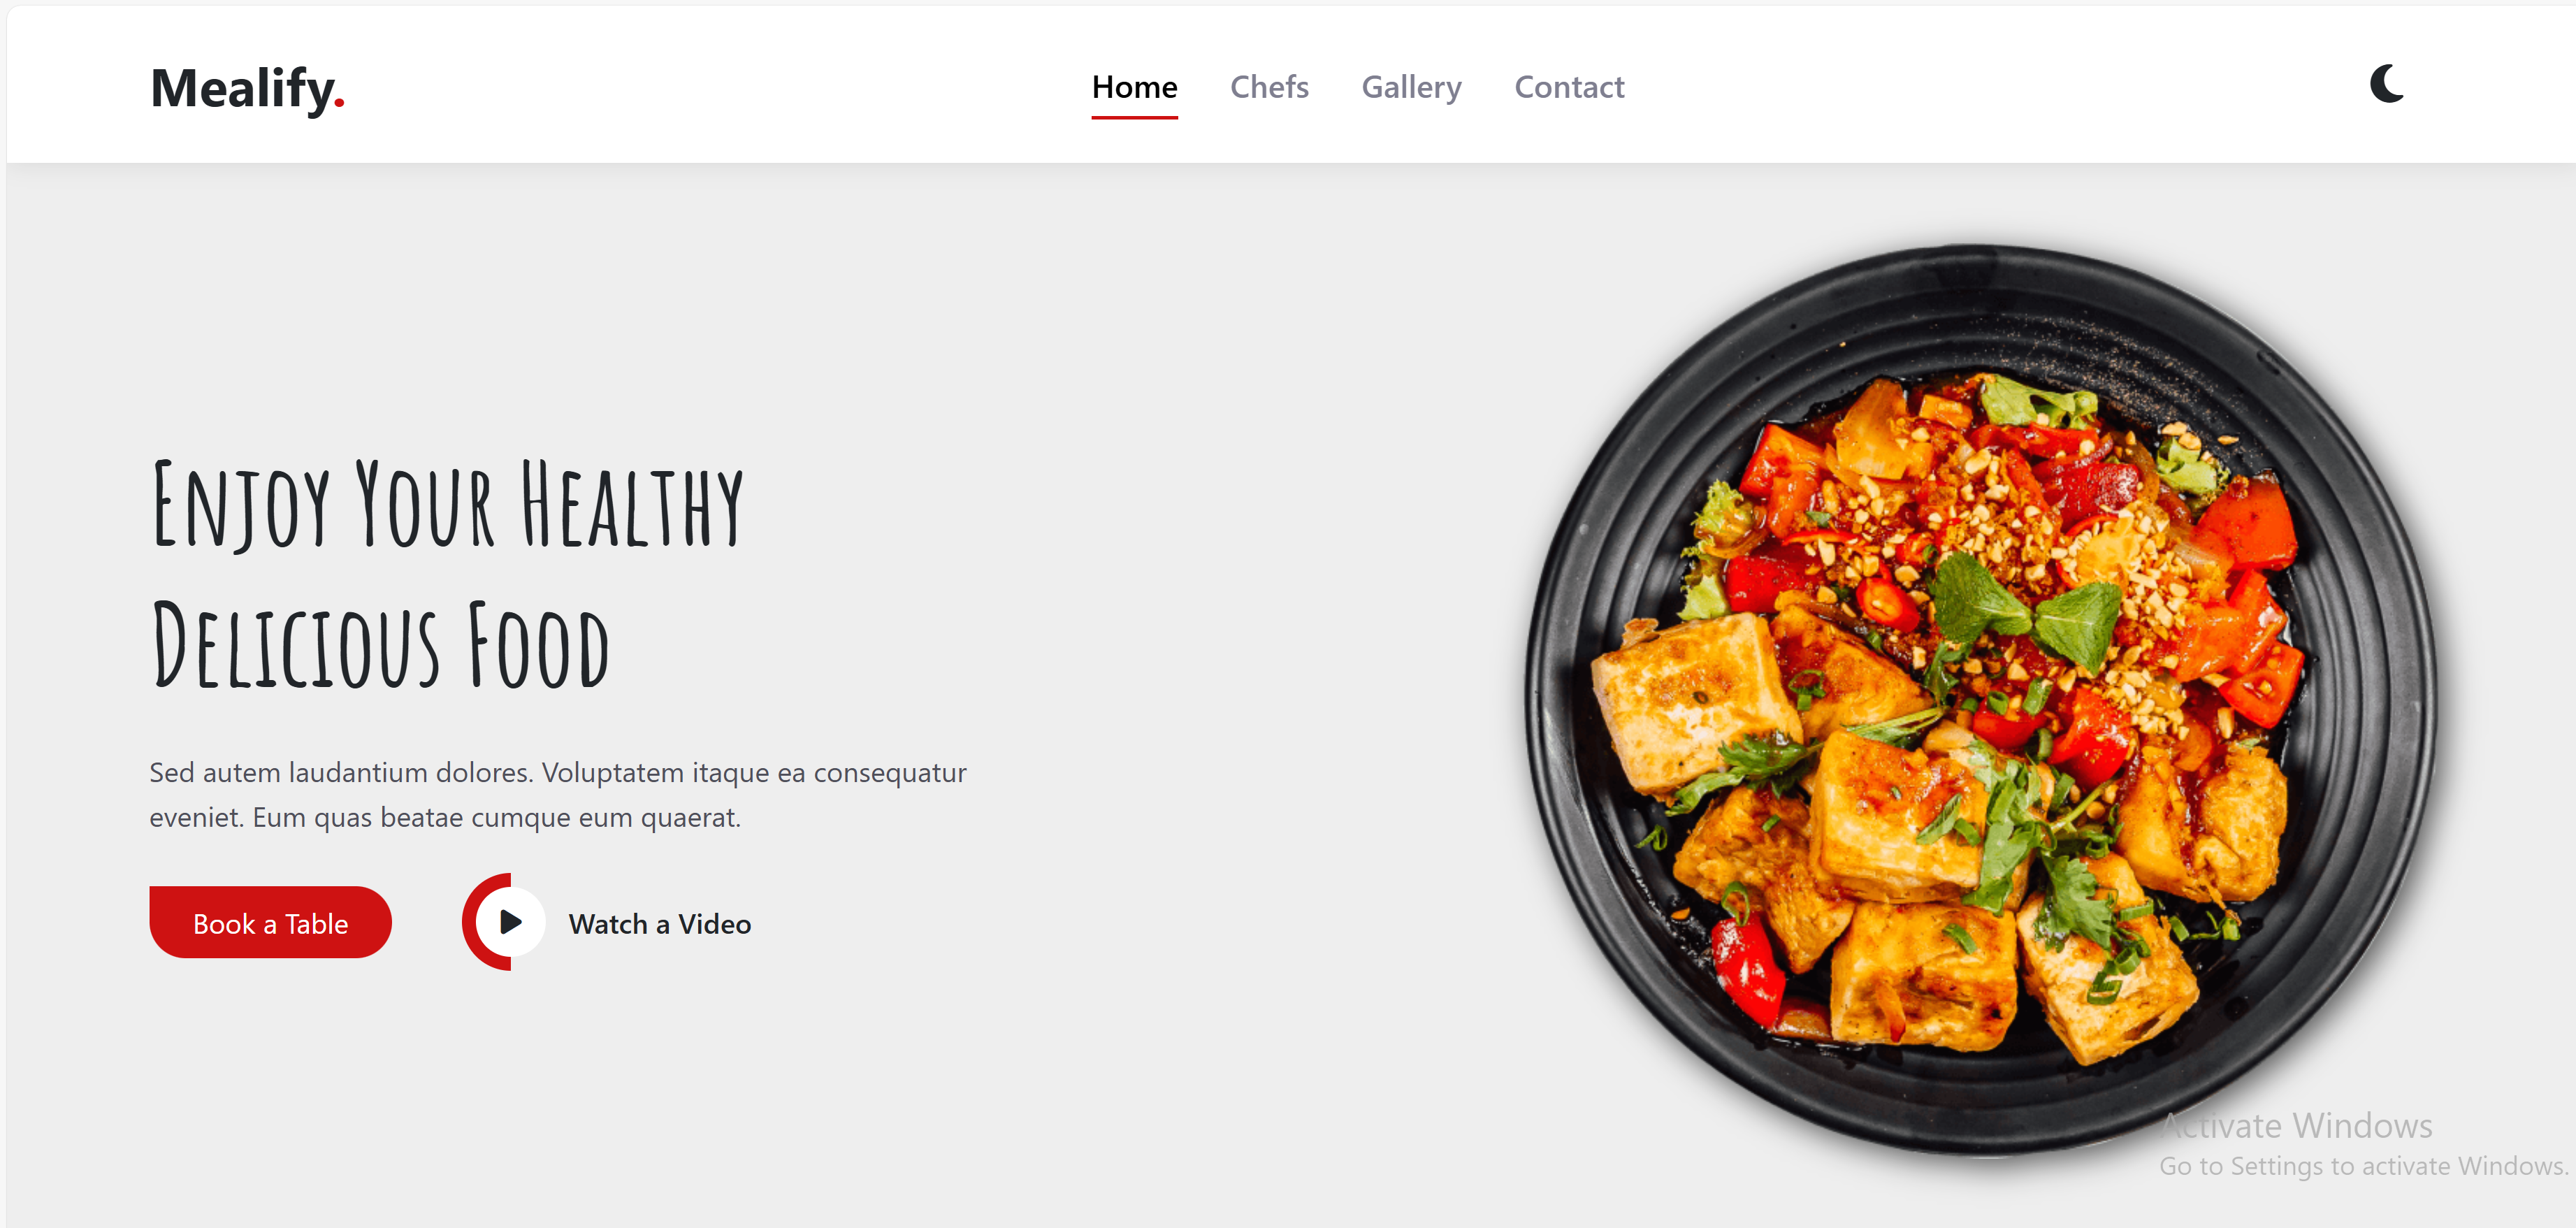 Mealify.
Home Chefs Gallery Contact
Enjoy Your Healthy
Delicious Food
Sed autem laudantium dolores. Voluptatem itaque ea consequatur
eveniet. Eum quas beatae cumque eum quaerat.
Book a Table
Watch a Video
Activate Windows
Go to Settings to activate Windows.